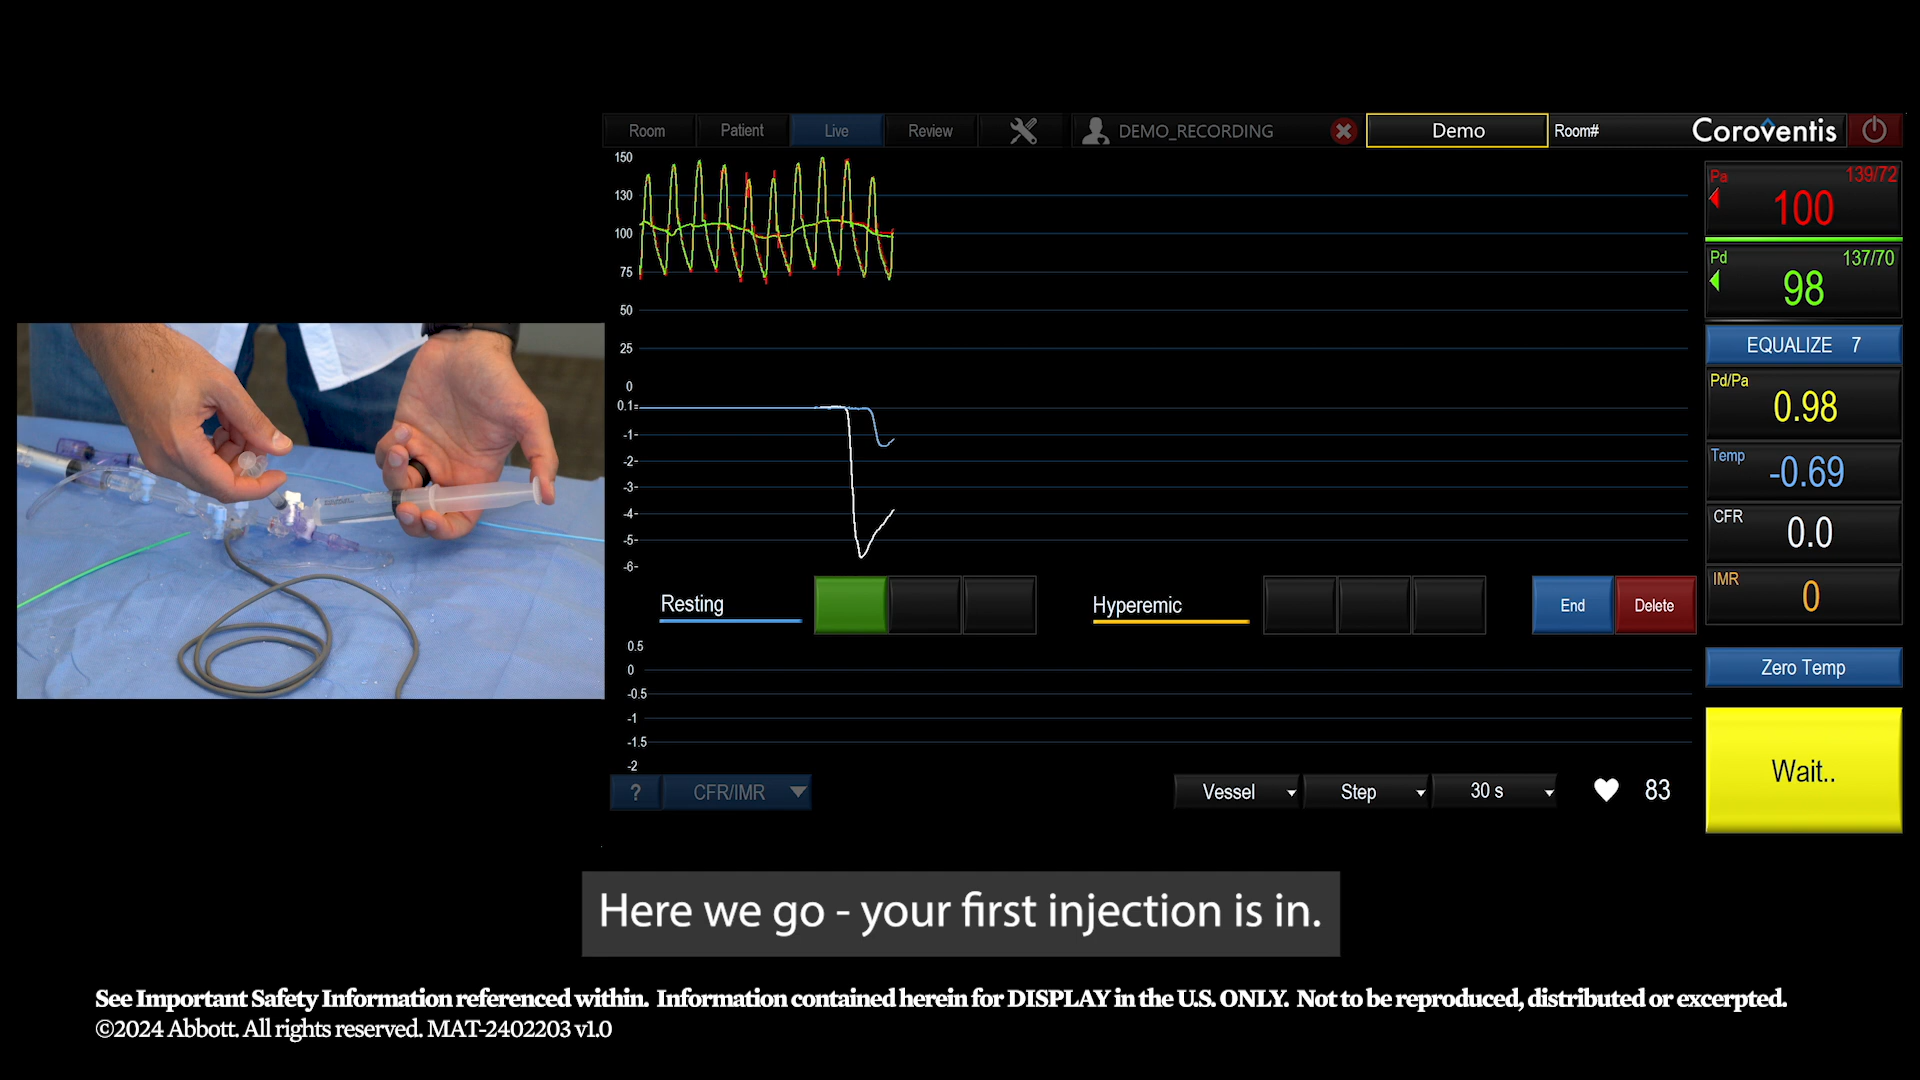 Room Patient Live Review DEMO_RECORDING Demo Room# Coroventis
150
130
100
75
50
25
0
0.1=
-1-
-2-
-3-
-4-
-5-
-6-
Pa 139/72
100
Pd 137/70
98
EQUALIZE 7
Pd/Pa
0.98
Temp
-0.69
CFR
0.0
IMR
0
Resting Hyperemic End Delete
0.5
0
-0.5
-1
-1.5
-2
Zero Temp
Wait..
? CFR/IMR Vessel Step 30 s 83
Here we go - your first injection is in.
See Important Safety Information referenced within. Information contained herein for DISPLAY in the U.S. ONLY. Not to be reproduced, distributed or excerpted.
©2024 Abbott. All rights reserved. MAT-2402203 v1.0